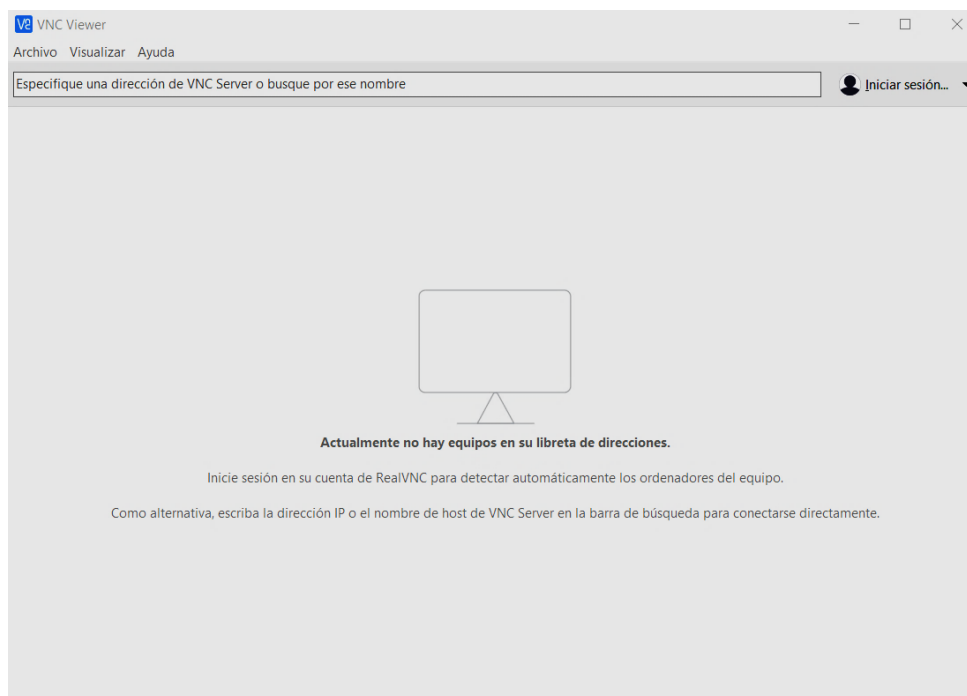 VNC Viewer
Archivo Visualizar Ayuda
Especifique una dirección de VNC Server o busque por ese nombre
Iniciar sesión...
Actualmente no hay equipos en su libreta de direcciones.
Inicie sesión en su cuenta de RealVNC para detectar automáticamente los ordenadores del equipo.
Como alternativa, escriba la dirección IP o el nombre de host de VNC Server en la barra de búsqueda para conectarse directamente.